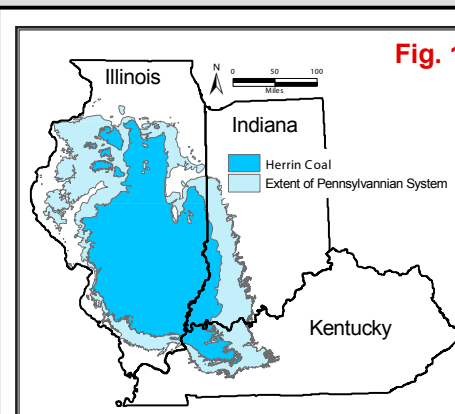 Fig. 1
Illinois
N
0 50 100
Miles
Indiana
Herrin Coal
Extent of Pennsylvannian System
Kentucky